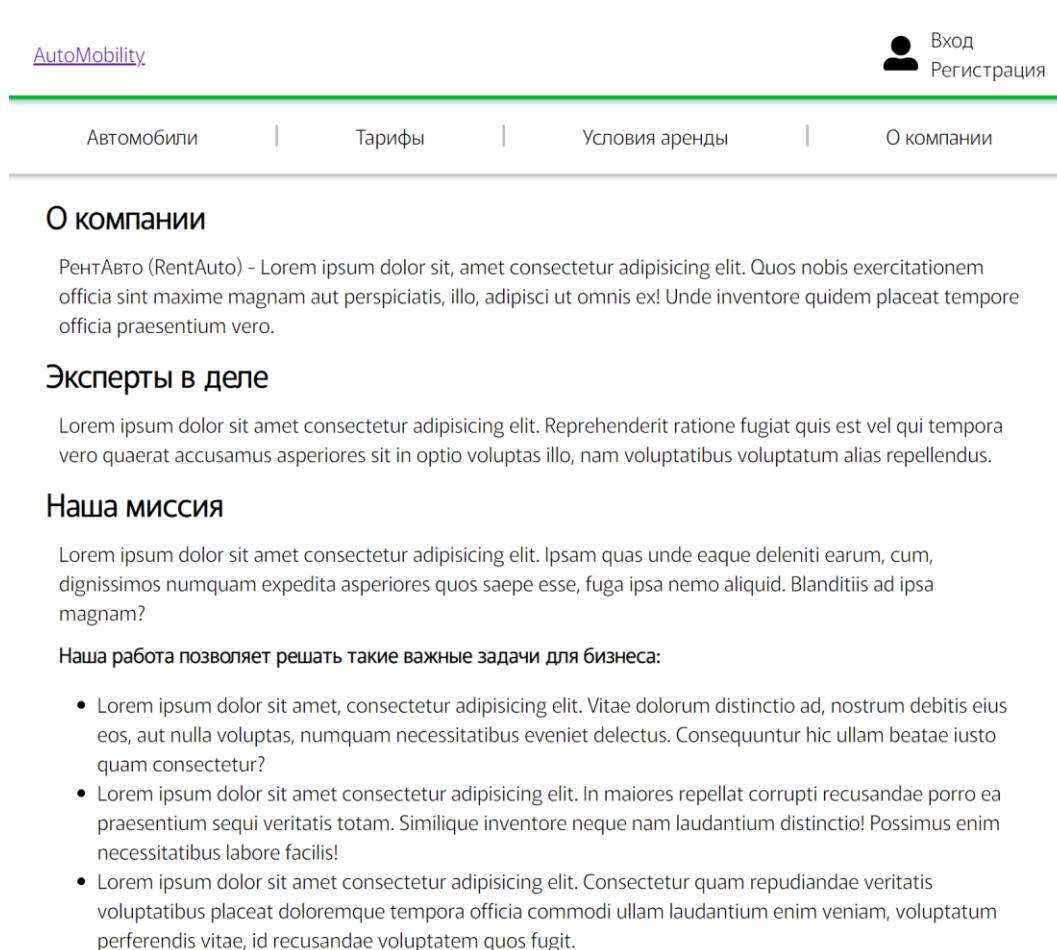 AutoMobility
Вход
Регистрация
Автомобили
Тарифы
Условия аренды
О компании
О компании
РентАвто (RentAuto) - Lorem ipsum dolor sit, amet consectetur adipisicing elit. Quos nobis exercitationem
officia sint maxime magnam aut perspiciatis, illo, adipisci ut omnis ex! Unde inventore quidem placeat tempore
officia praesentium vero.
Эксперты в деле
Lorem ipsum dolor sit amet consectetur adipisicing elit. Reprehenderit ratione fugiat quis est vel qui tempora
vero quaerat accusamus asperiores sit in optio voluptas illo, nam voluptatibus voluptatum alias repellendus.
Наша миссия
Lorem ipsum dolor sit amet consectetur adipisicing elit. Ipsam quas unde eaque deleniti earum, cum,
dignissimos numquam expedita asperiores quos saepe esse, fuga ipsa nemo aliquid. Blanditiis ad ipsa
magnam?
Наша работа позволяет решать такие важные задачи для бизнеса:
• Lorem ipsum dolor sit amet, consectetur adipisicing elit. Vitae dolorum distinctio ad, nostrum debitis eius
eos, aut nulla voluptas, numquam necessitatibus eveniet delectus. Consequuntur hic ullam beatae iusto
quam consectetur?
• Lorem ipsum dolor sit amet consectetur adipisicing elit. In maiores repellat corrupti recusandae porro ea
praesentium sequi veritatis totam. Similique inventore neque nam laudantium distinctio! Possimus enim
necessitatibus labore facilis!
• Lorem ipsum dolor sit amet consectetur adipisicing elit. Consectetur quam repudiandae veritatis
voluptatibus placeat doloremque tempora officia commodi ullam laudantium enim veniam, voluptatum
perferendis vitae, id recusandae voluptatem quos fugit.